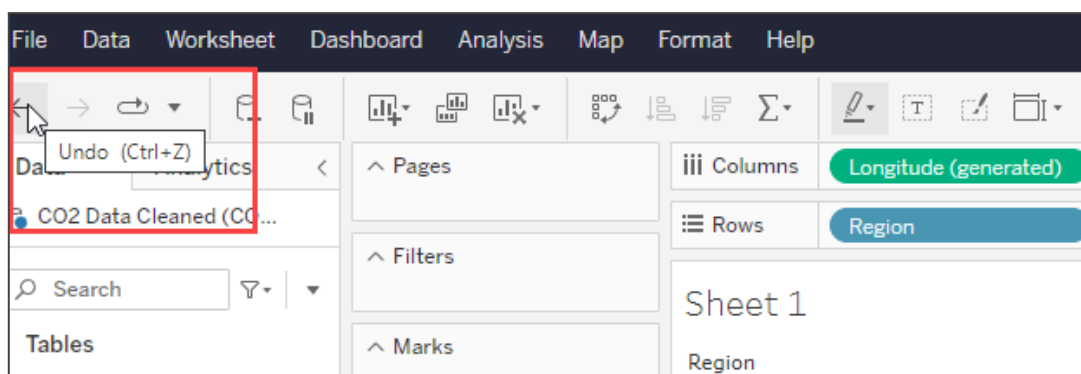 File Data Worksheet Dashboard Analysis Map Format Help
Undo (Ctrl+Z)
Data Analytics
CO2 Data Cleaned (CO...
Search
Tables
Pages
Filters
Marks
Columns Longitude (generated)
Rows Region
Sheet 1
Region